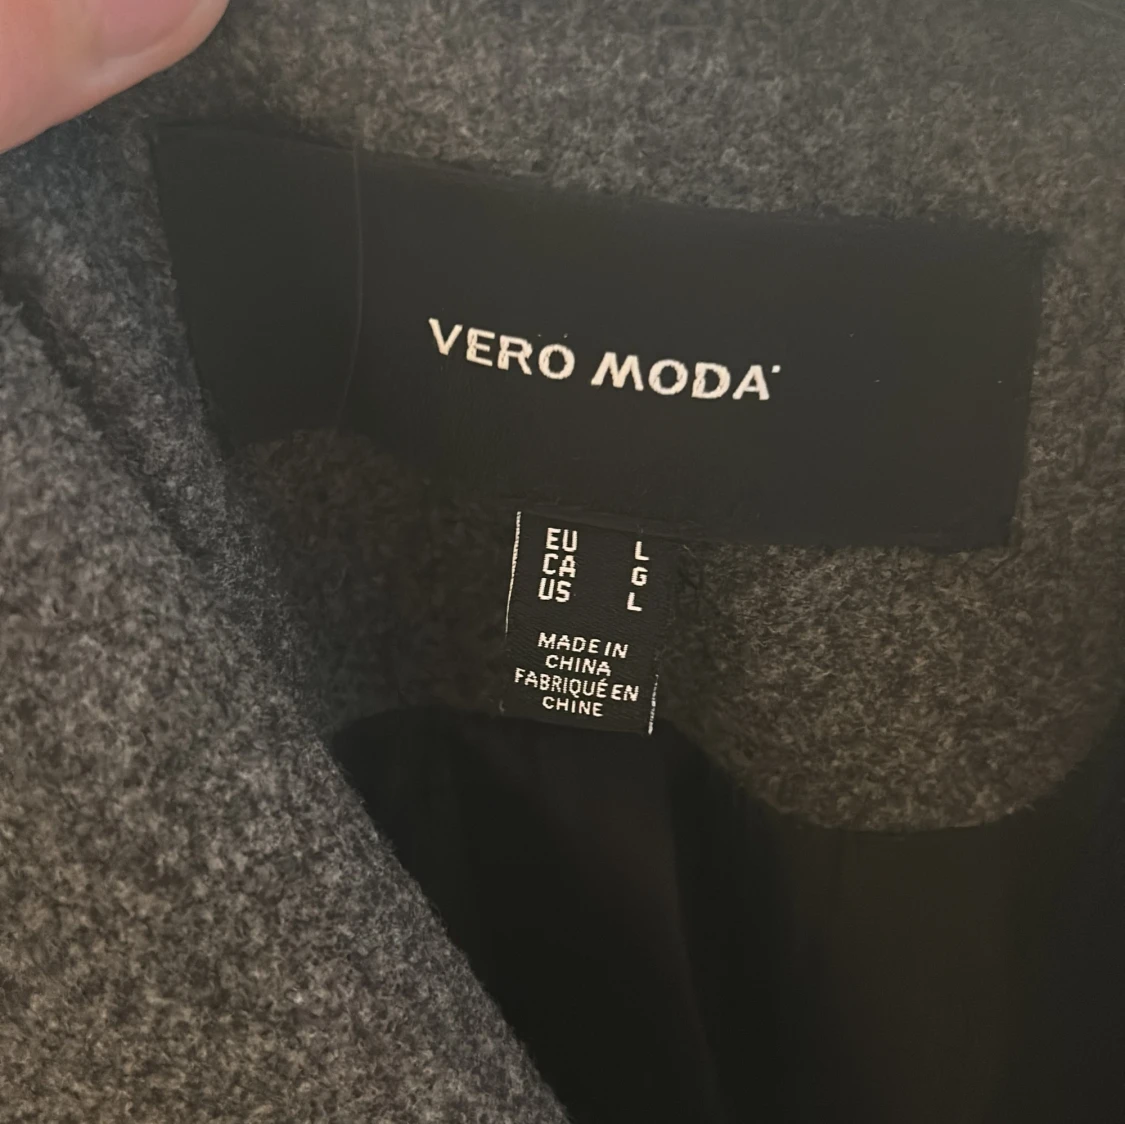 VERO MODA
EU L
CA G
US L
MADE IN
CHINA
FABRIQUÉ EN
CHINE